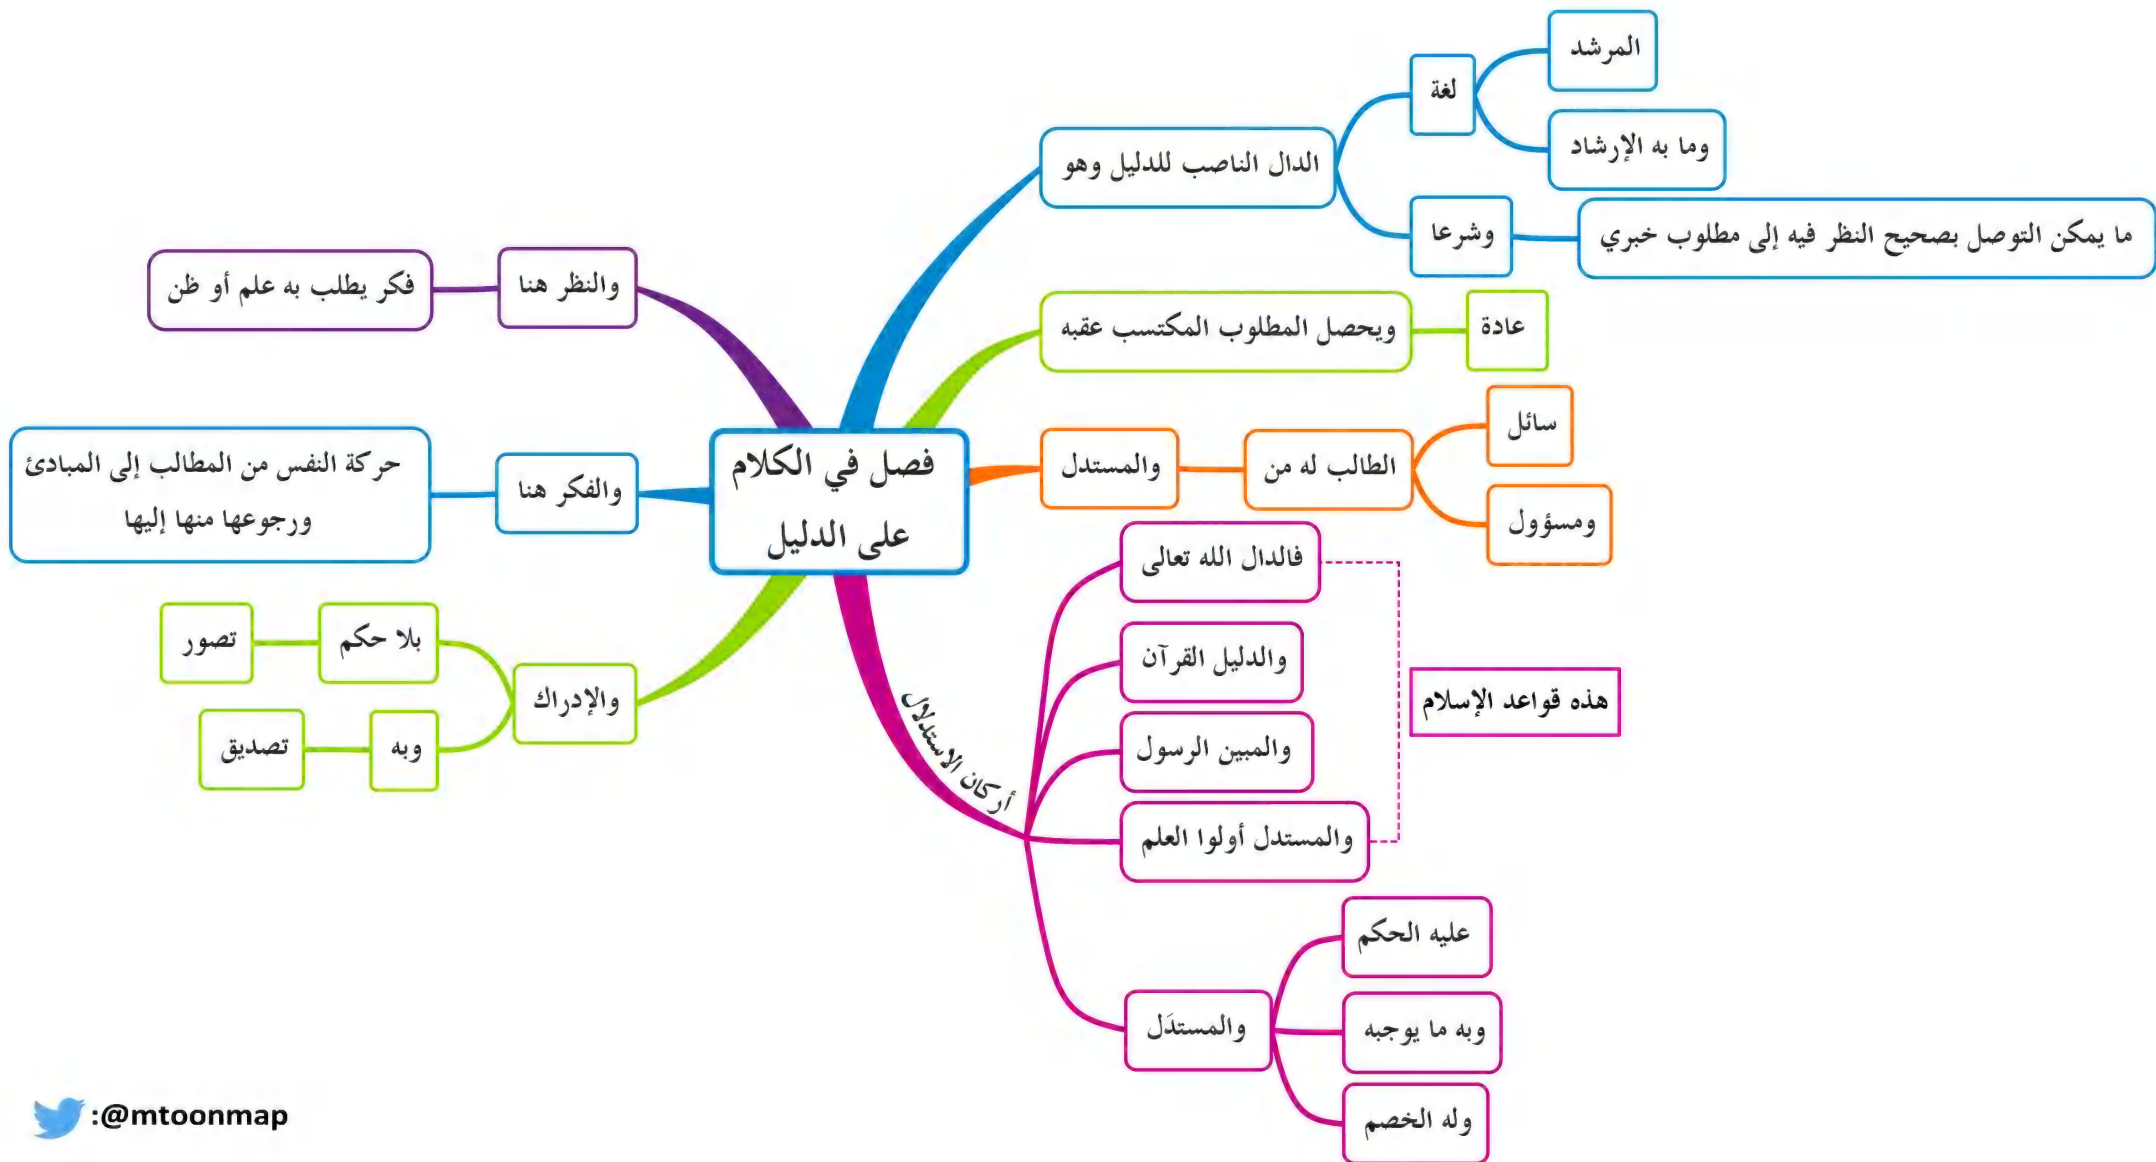 فصل في الكلام
على الدليل
الدال الناصب للدليل وهو
لغة
المرشد
وما به الإرشاد
وشرعا
ما يمكن التوصل بصحيح النظر فيه إلى مطلوب خبري
ويحصل المطلوب المكتسب عقبه
عادة
والمستدل
الطالب له من
سائل
ومسؤول
أركان الاستدلال
فالدال الله تعالى
والدليل القرآن
والمبين الرسول
والمستدل أولوا العلم
هذه قواعد الإسلام
والمستدَل
عليه الحكم
وبه ما يوجبه
وله الخصم
والنظر هنا
فكر يطلب به علم أو ظن
والفكر هنا
حركة النفس من المطالب إلى المبادئ
ورجوعها منها إليها
والإدراك
بلا حكم
تصور
وبه
تصديق
:@mtoonmap